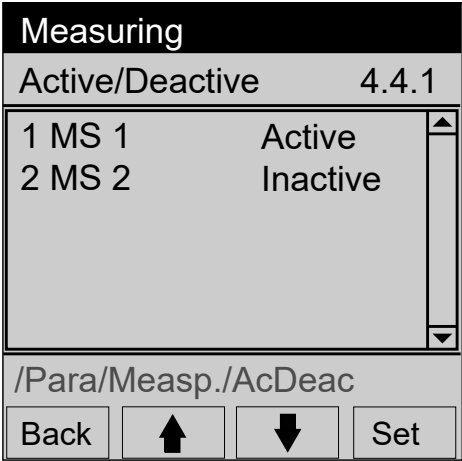 Measuring
Active/Deactive 4.4.1
1 MS 1 Active
2 MS 2 Inactive
/Para/Measp./AcDeac
Back Set